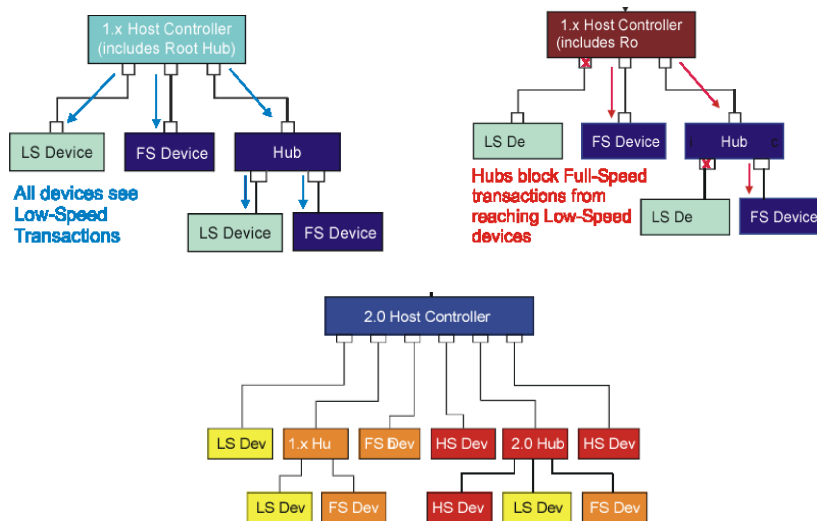 1.x Host Controller
(includes Root Hub)
LS Device
FS Device
Hub
All devices see
Low-Speed
Transactions
LS Device
FS Device
1.x Host Controller
(includes Ro
LS De
FS Device
Hub
Hubs block Full-Speed
transactions from
reaching Low-Speed
devices
LS De
FS Device
2.0 Host Controller
LS Dev
1.x Hu
FS Dev
HS Dev
2.0 Hub
HS Dev
LS Dev
FS Dev
HS Dev
LS Dev
FS Dev